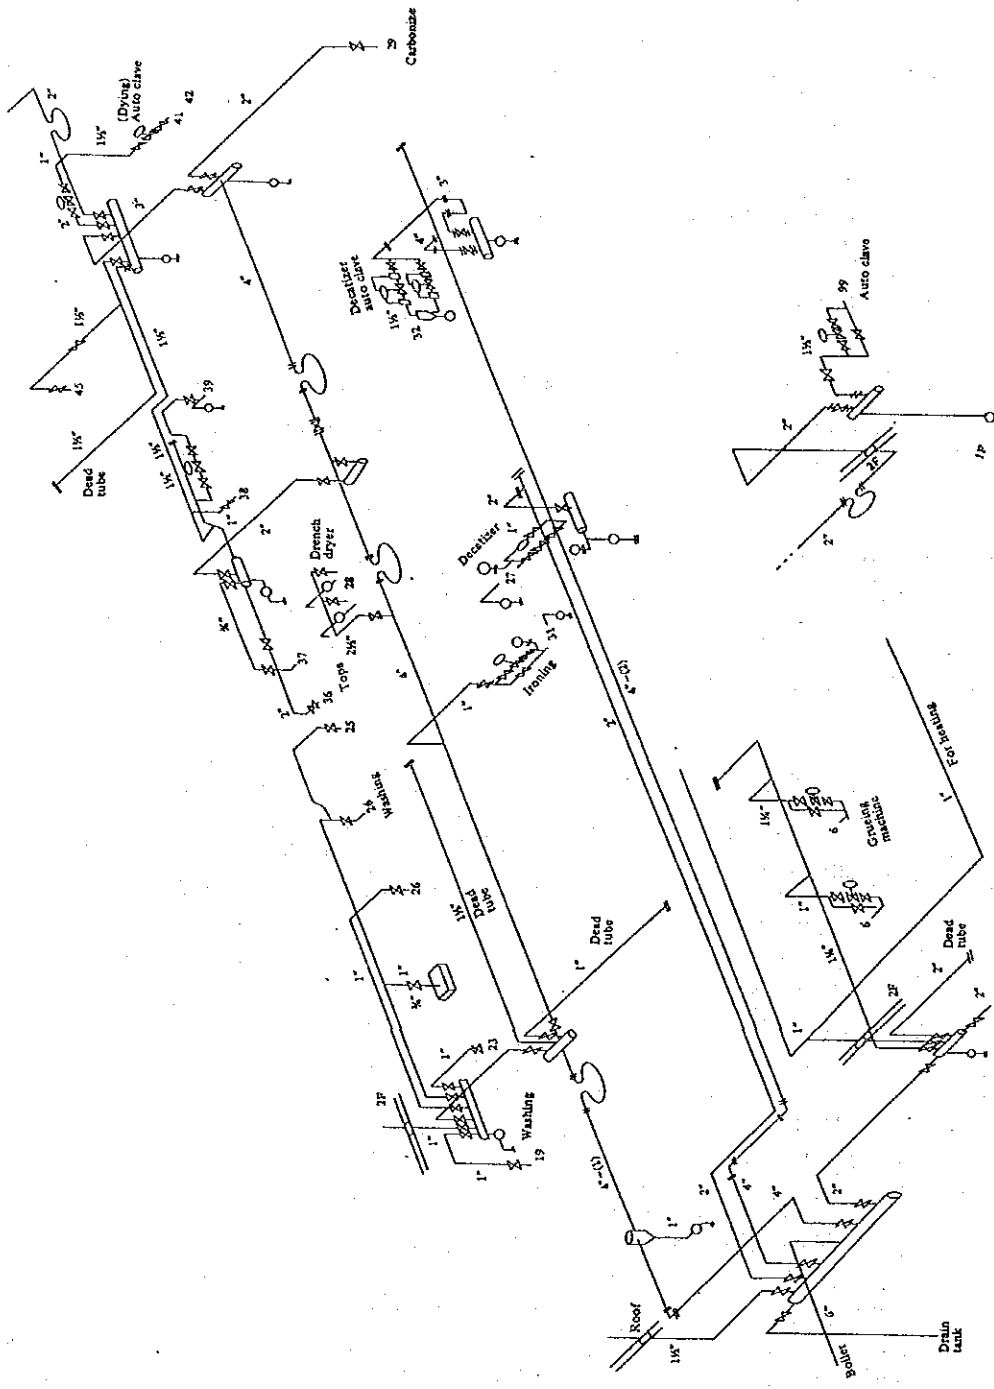 2"
(Dying)
Auto clave
42
41
1½"
1"
2"
3"
29
Carbonize
2"
4"
1½"
45
1½"
39
1½"
Dead
tube
1½"
1½"
38
1"
2"
¾"
37
Tops
36
2"
Drench
dryer
28
2½"
25
24
Washing
26
1"
1"
¾"
23
1"
2F
1"
1"
19
Washing
Decatizer
auto clave
1½"
32
4"
3"
Decatizer
27
1"
2"
31
Ironing
1"
4"
1½"
Dead
tube
Dead
tube
1"
4"-(1)
4"-(2)
2"
1"
Roof
1½"
2"
4"
4"
2"
6"
Boiler
Drain
tank
99
Auto clave
1½"
2"
2F
1F
2"
For heating
1"
1¼"
6
Grueing
machine
1"
6
1¼"
1"
2F
2"
Dead
tube
2"